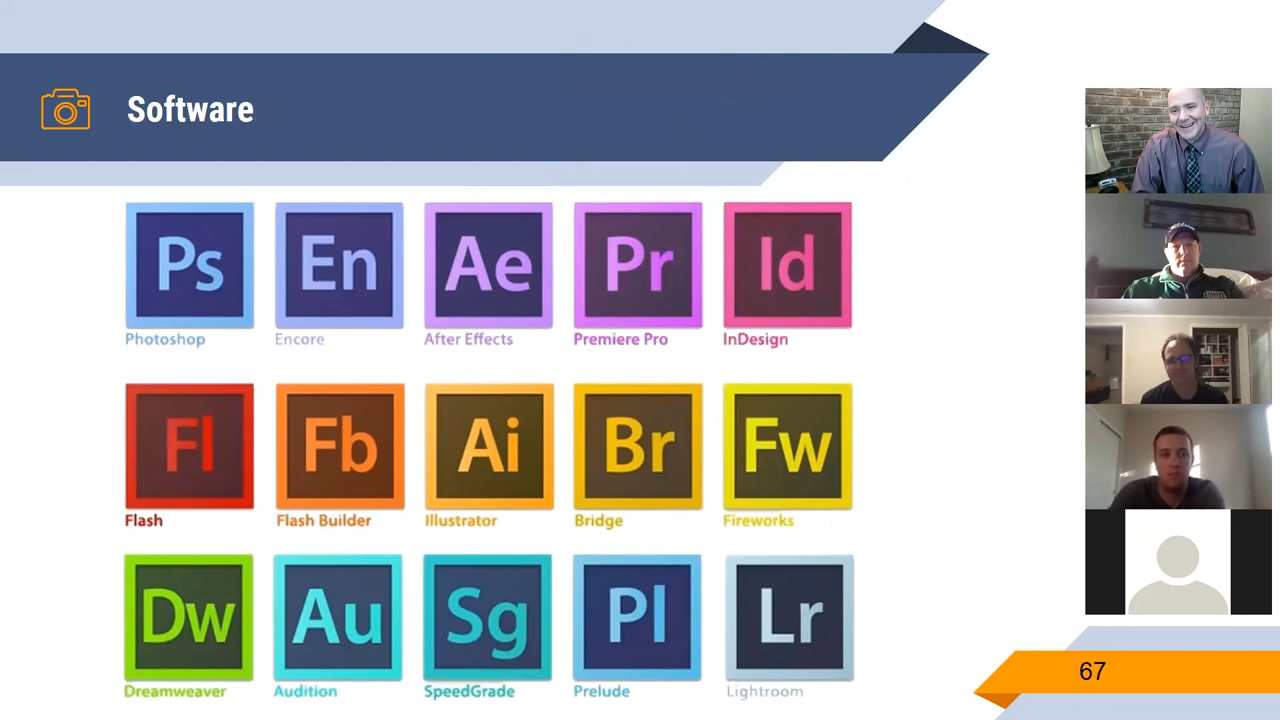 Software
Ps En Ae Pr Id
Photoshop Encore After Effects Premiere Pro InDesign
Fl Fb Ai Br Fw
Flash Flash Builder Illustrator Bridge Fireworks
Dw Au Sg Pl Lr
Dreamweaver Audition SpeedGrade Prelude Lightroom
67